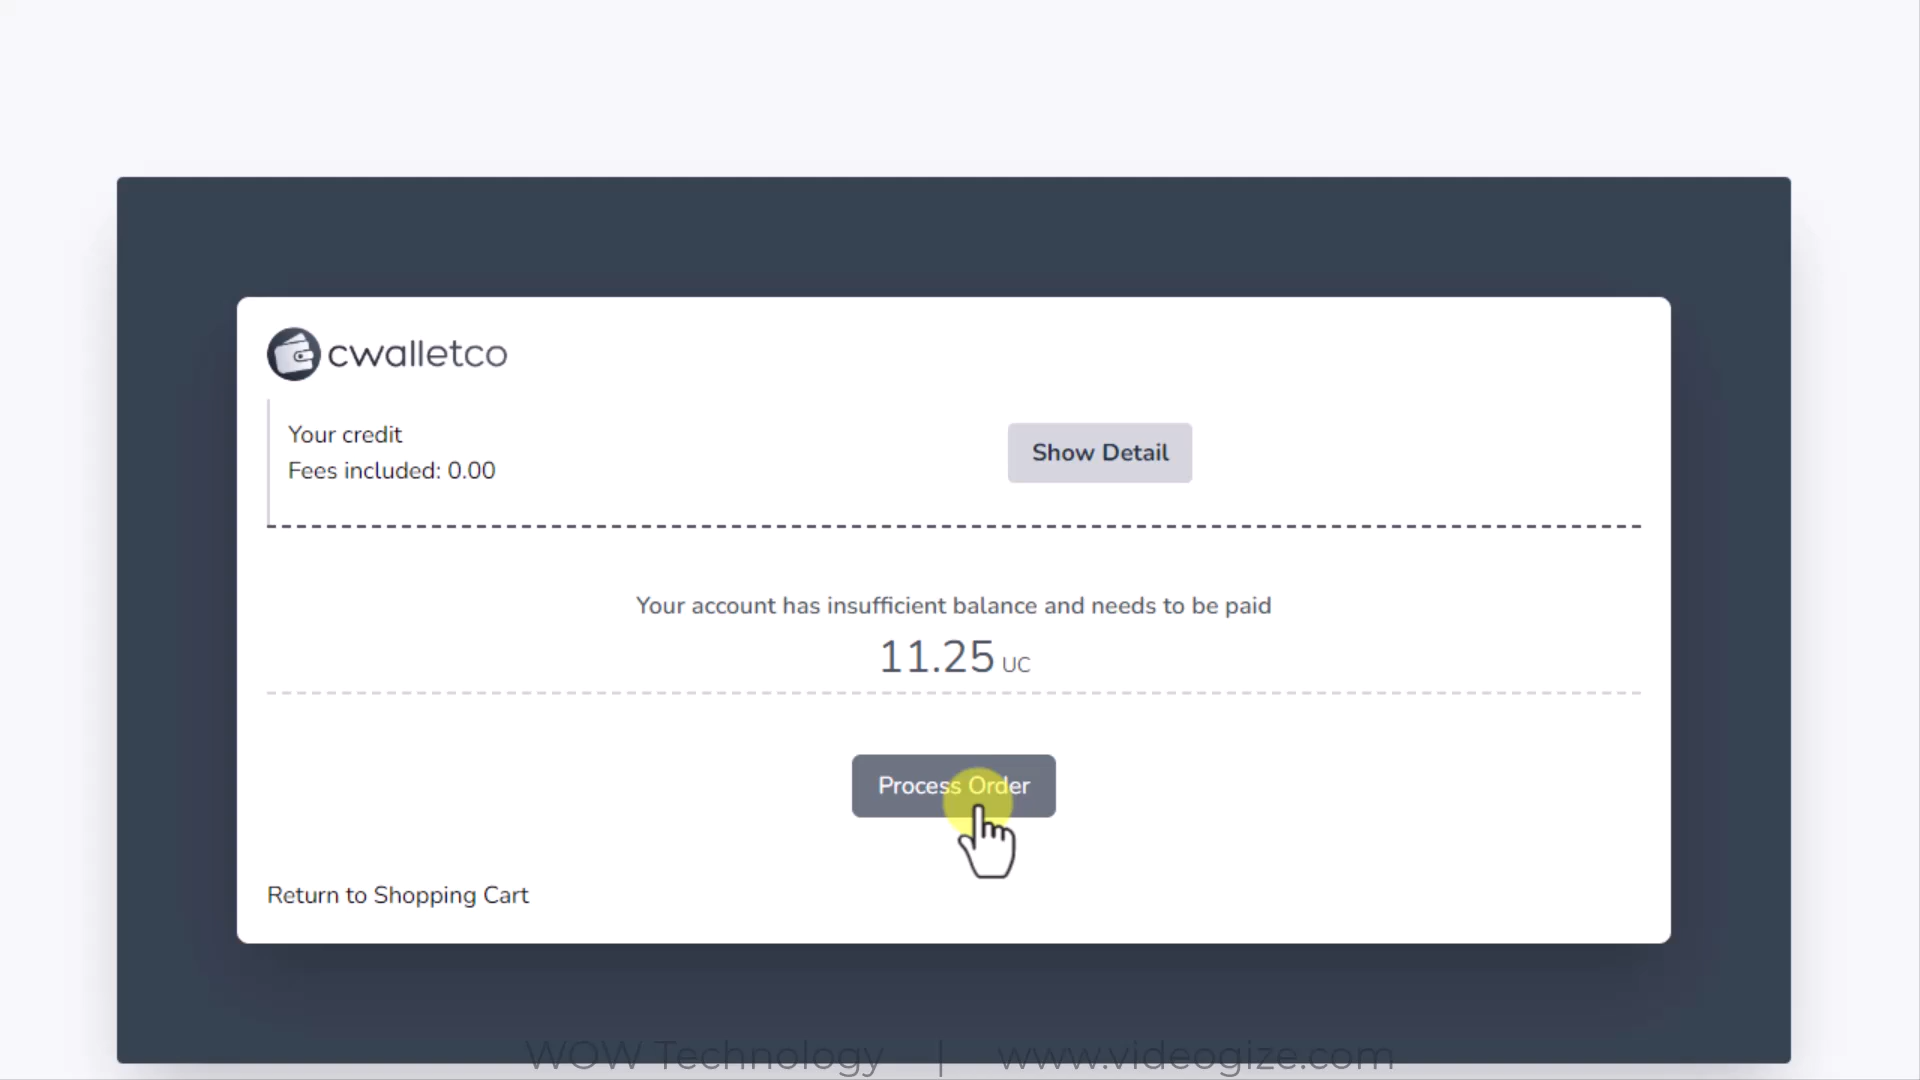 cwalletco
Your credit
Fees included: 0.00
Show Detail
Your account has insufficient balance and needs to be paid
11.25 UC
Process Order
Return to Shopping Cart
WOW Technology | www.videogize.com